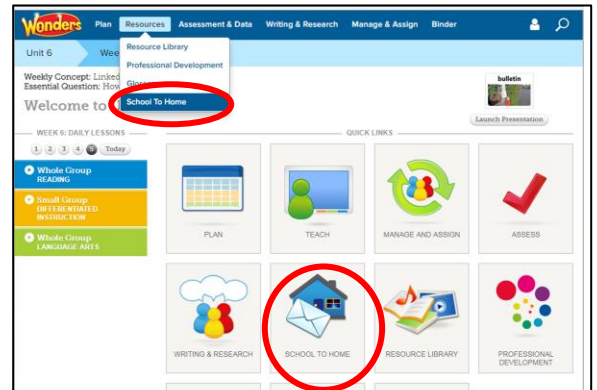 Wonders Plan Resources Assessment & Data Writing & Research Manage & Assign Binder
Unit 6 Wee
Resource Library
Professional Development
Glossary
School To Home
Weekly Concept: Linked
Essential Question: How
Welcome to
bulletin
Launch Presentation
WEEK 6: DAILY LESSONS
1 2 3 4 5 Today
Whole Group
READING
Small Group
DIFFERENTIATED
INSTRUCTION
Whole Group
LANGUAGE ARTS
QUICK LINKS
PLAN
TEACH
MANAGE AND ASSIGN
ASSESS
WRITING & RESEARCH
SCHOOL TO HOME
RESOURCE LIBRARY
PROFESSIONAL
DEVELOPMENT